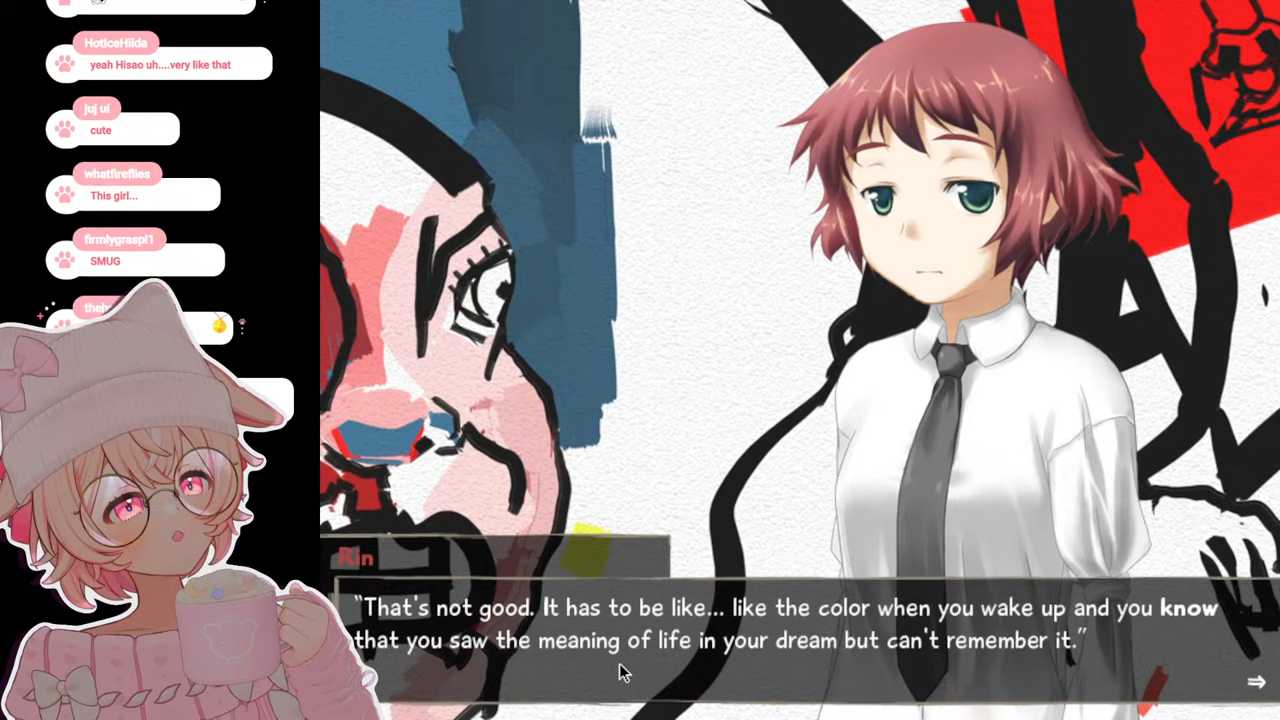 HotIceHilda
yeah Hisao uh....very like that
juj ui
cute
whatfireflies
This girl...
firmlygraspi1
SMUG
Rin
"That's not good. It has to be like... like the color when you wake up and you know
that you saw the meaning of life in your dream but can't remember it."